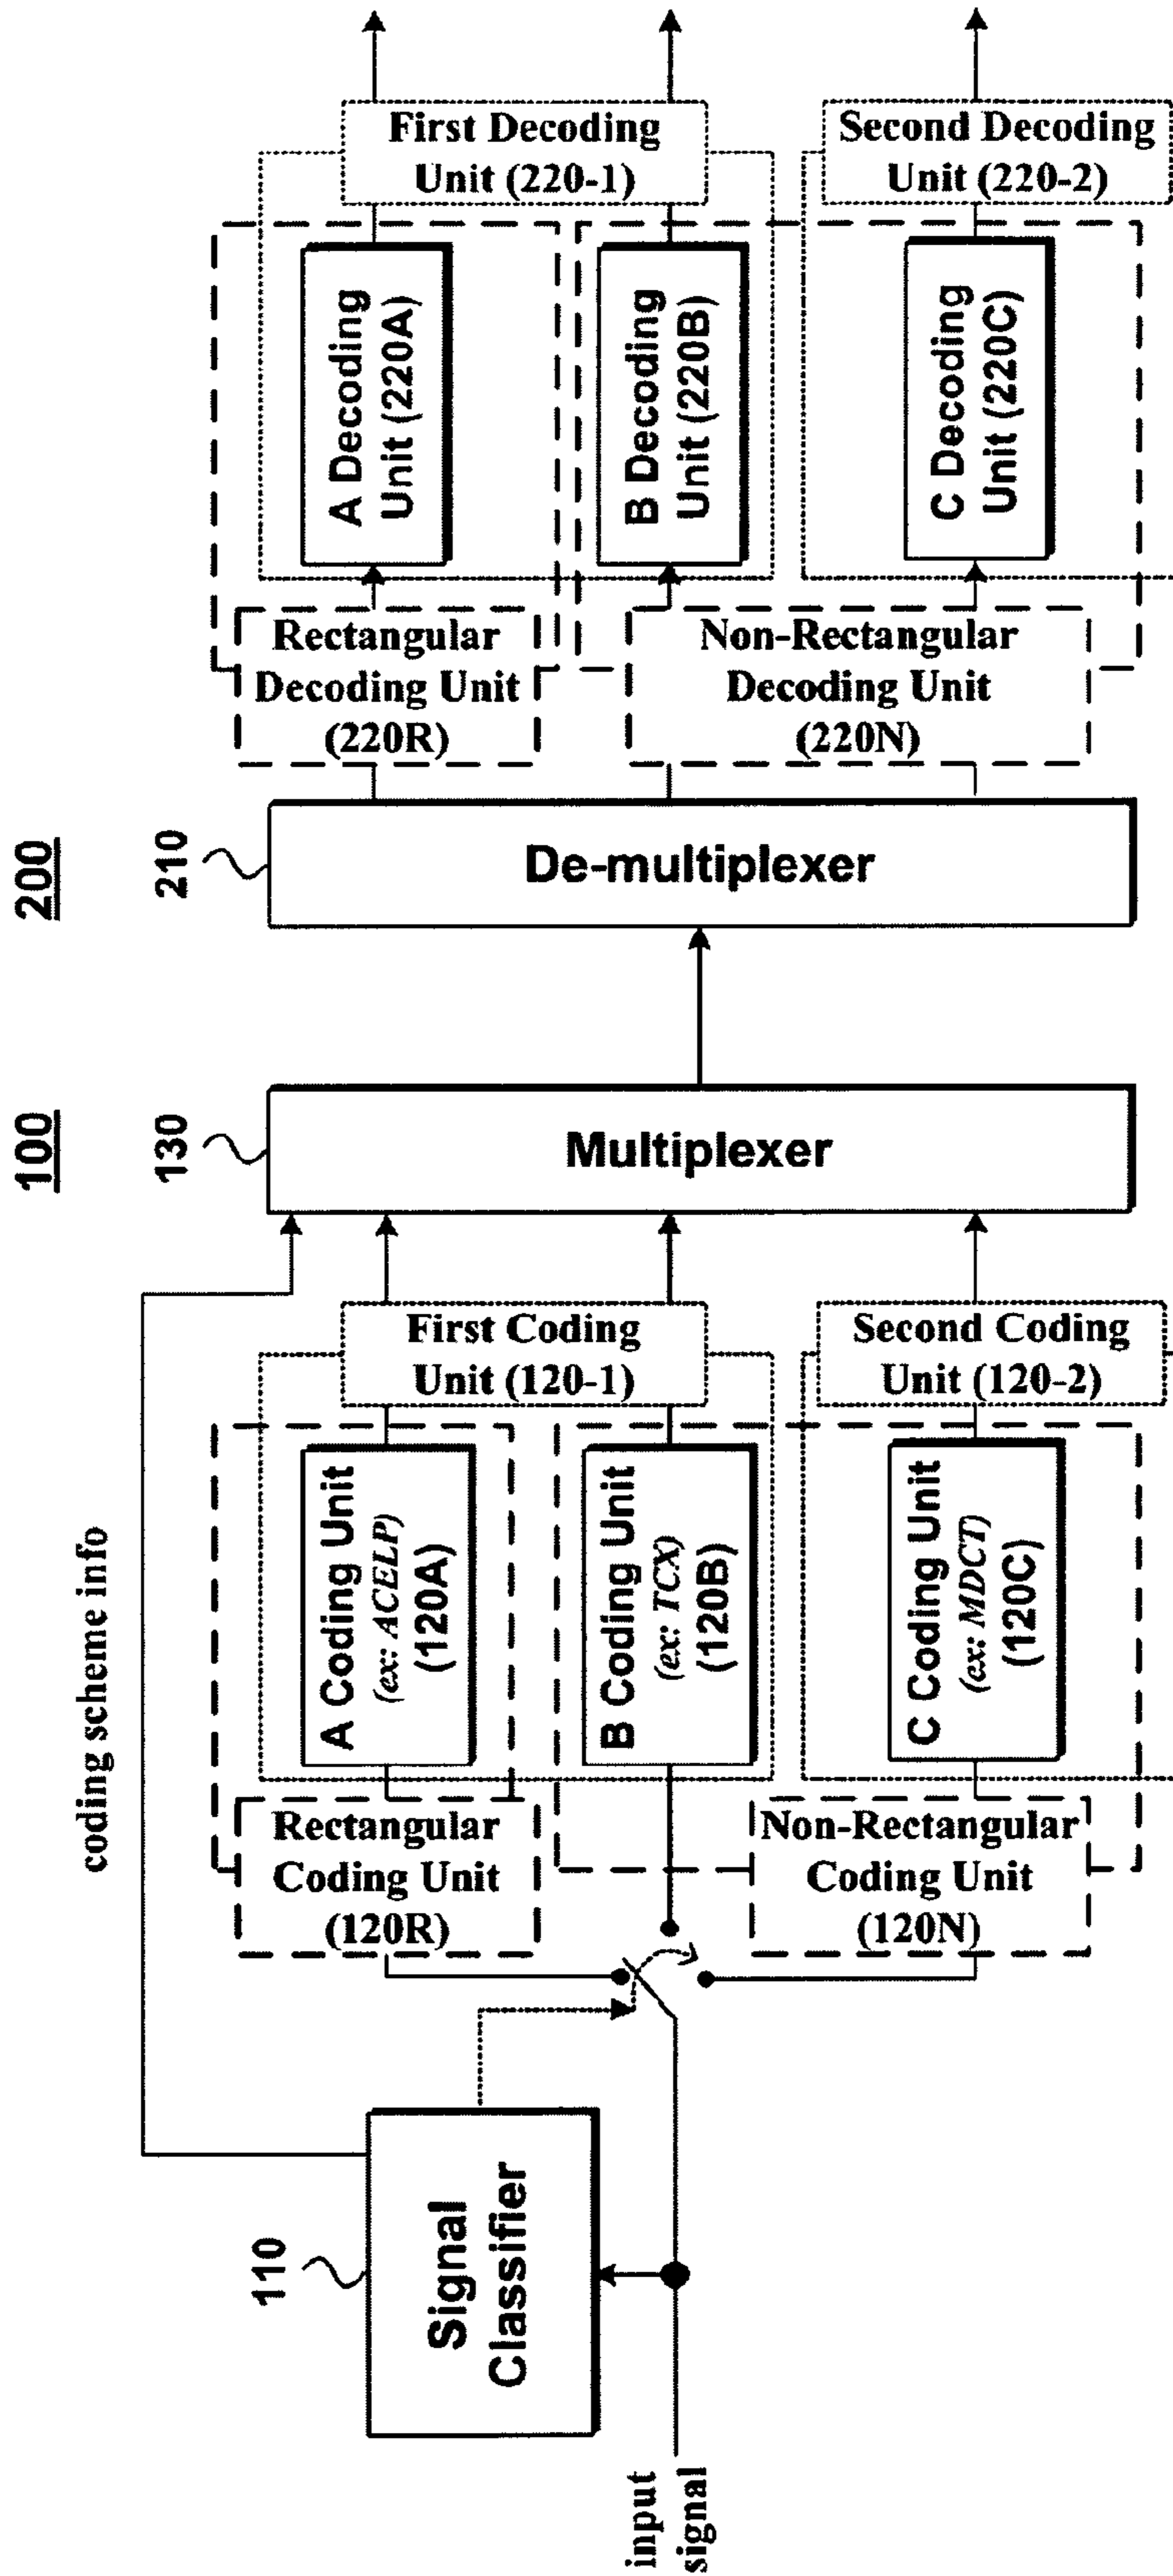 100
200
coding scheme info
110
Signal
Classifier
input
signal
Rectangular
Coding Unit
(120R)
A Coding Unit
(ex: ACELP)
(120A)
First Coding
Unit (120-1)
B Coding Unit
(ex: TCX)
(120B)
Non-Rectangular
Coding Unit
(120N)
C Coding Unit
(ex: MDCT)
(120C)
Second Coding
Unit (120-2)
130
Multiplexer
210
De-multiplexer
Rectangular
Decoding Unit
(220R)
A Decoding
Unit (220A)
First Decoding
Unit (220-1)
B Decoding
Unit (220B)
Non-Rectangular
Decoding Unit
(220N)
C Decoding
Unit (220C)
Second Decoding
Unit (220-2)